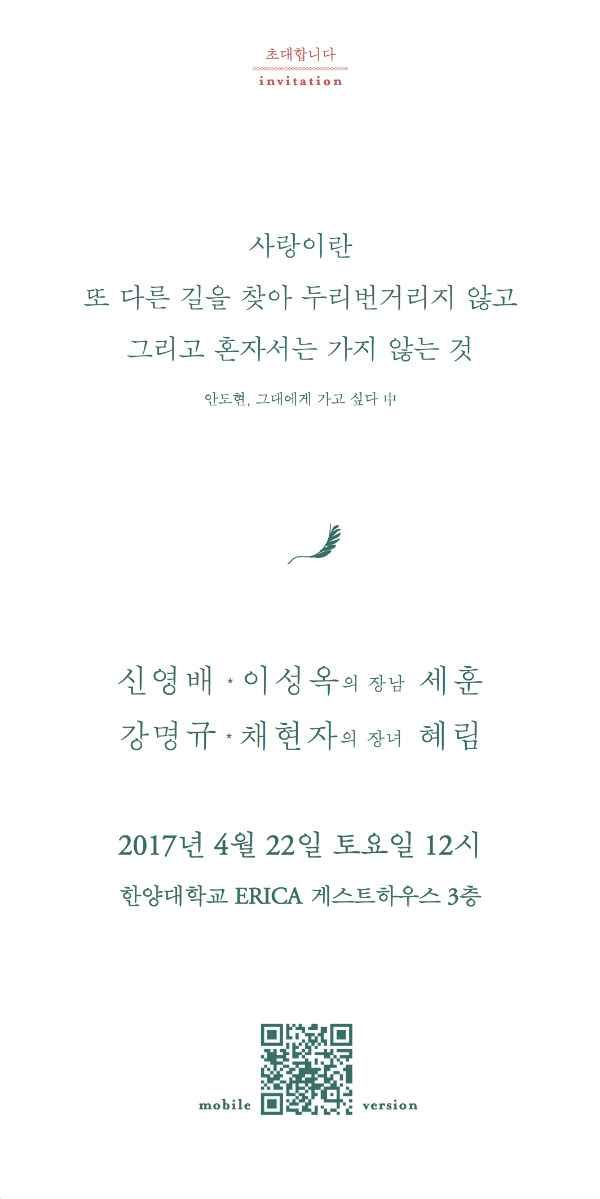 초대합니다
invitation
사랑이란
또 다른 길을 찾아 두리번거리지 않고
그리고 혼자서는 가지 않는 것
안도현, 그대에게 가고 싶다 中
신영배 * 이성옥의 장남 세훈
강명규 * 채현자의 장녀 혜림
2017년 4월 22일 토요일 12시
한양대학교 ERICA 게스트하우스 3층
mobile version